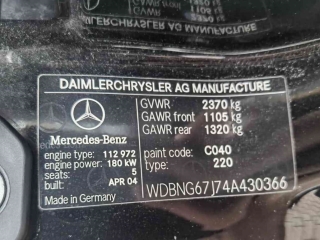 DAIMLERCHRYSLER AG MANUFACTURE
GVWR 2370 kg
GAWR front 1105 kg
GAWR rear 1320 kg
Mercedes-Benz
engine type: 112 972
engine power: 180 kW
seats: 5
built: APR 04
Made in Germany
paint code: C040
type: 220
WDBNG67J74A430366